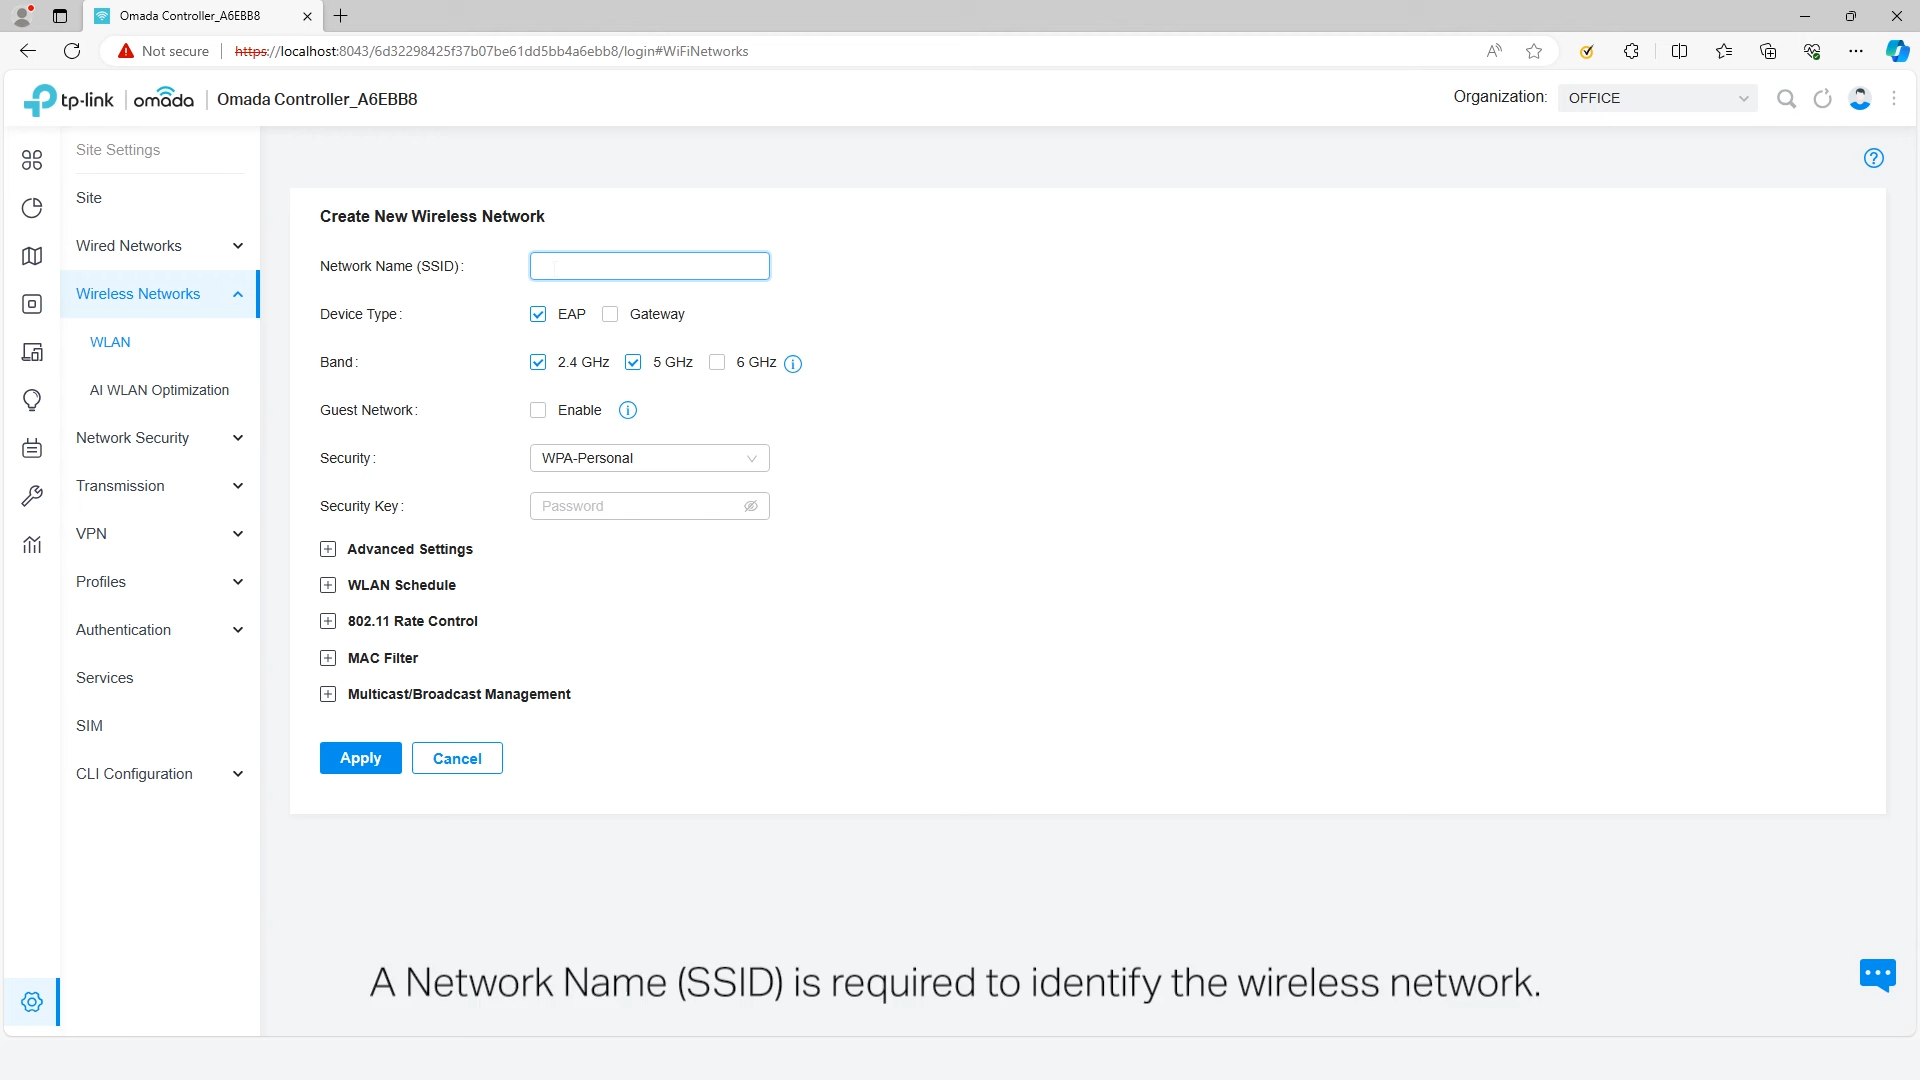 Omada Controller_A6EBB8
Not secure
https://localhost:8043/6d32298425f37b07be61dd5bb4a6ebb8/login#WiFiNetworks
tp-link
omada
Omada Controller_A6EBB8
Organization:
OFFICE
Site Settings
Site
Wired Networks
Wireless Networks
WLAN
AI WLAN Optimization
Network Security
Transmission
VPN
Profiles
Authentication
Services
SIM
CLI Configuration
Create New Wireless Network
Network Name (SSID):
Device Type:
EAP
Gateway
Band:
2.4 GHz
5 GHz
6 GHz
Guest Network:
Enable
Security:
WPA-Personal
Security Key:
Password
Advanced Settings
WLAN Schedule
802.11 Rate Control
MAC Filter
Multicast/Broadcast Management
Apply
Cancel
A Network Name (SSID) is required to identify the wireless network.